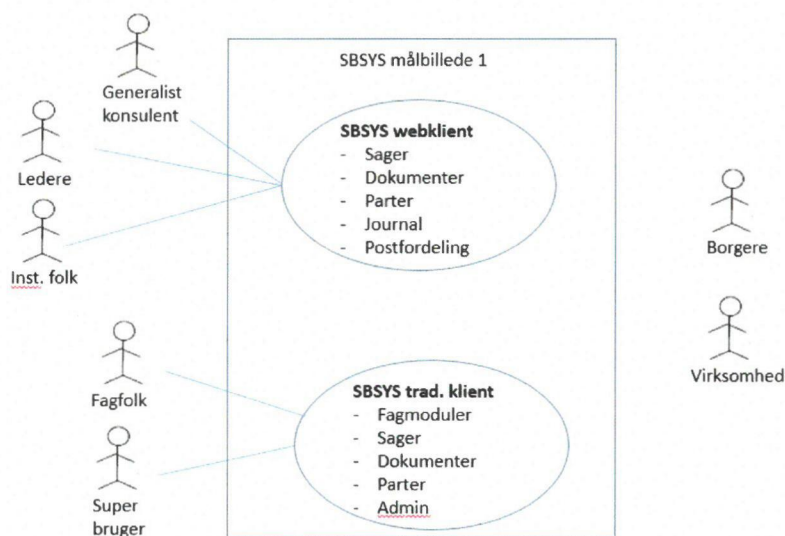 SBSYS målbillede 1
Generalist
konsulent
Ledere
Inst. folk
SBSYS webklient
- Sager
- Dokumenter
- Parter
- Journal
- Postfordeling
Borgere
Virksomhed
Fagfolk
Super
bruger
SBSYS trad. klient
- Fagmoduler
- Sager
- Dokumenter
- Parter
- Admin